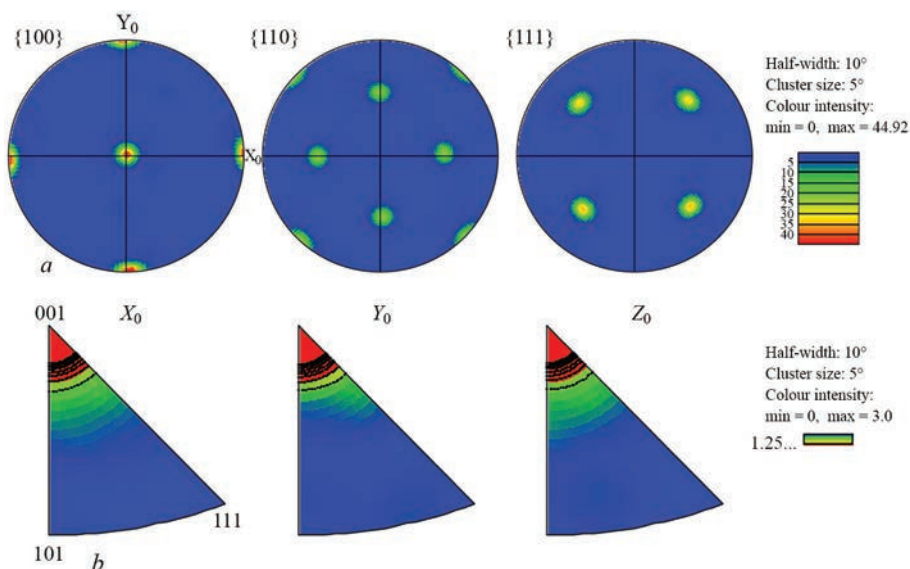 Y0
{100}
{110}
{111}
X0
Half-width: 10°
Cluster size: 5°
Colour intensity:
min = 0, max = 44.92
5
10
15
20
25
30
35
40
a
001
X0
Y0
Z0
Half-width: 10°
Cluster size: 5°
Colour intensity:
min = 0, max = 3.0
1.25...
111
101
b